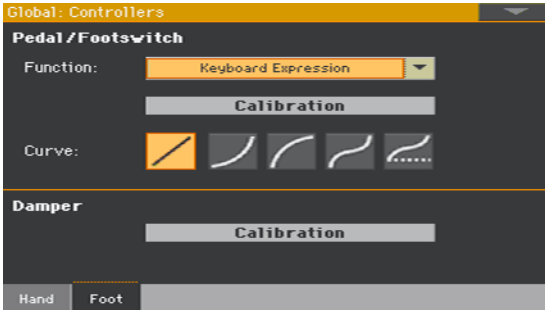 Global: Controllers
Pedal/Footswitch
Function: Keyboard Expression
Calibration
Curve:
Damper
Calibration
Hand Foot